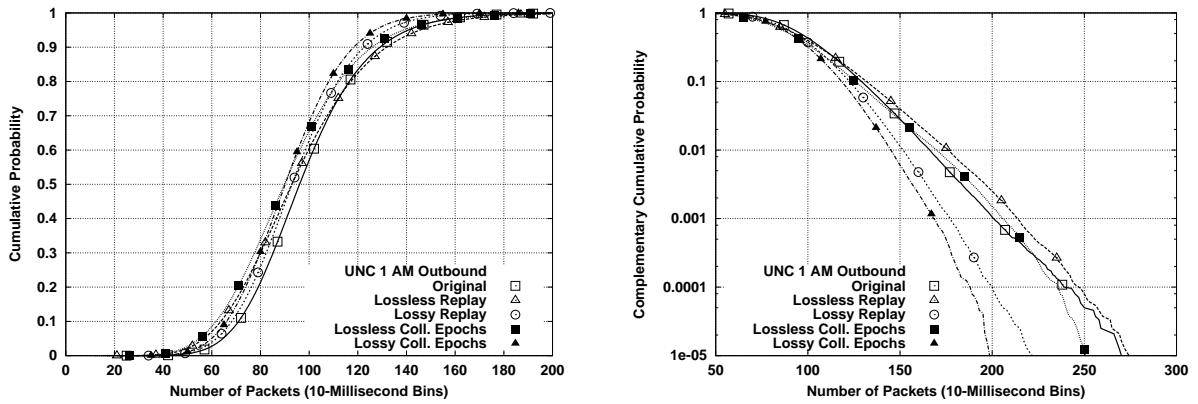 Cumulative Probability
1
0.9
0.8
0.7
0.6
0.5
0.4
0.3
0.2
0.1
0
0 20 40 60 80 100 120 140 160 180 200
Number of Packets (10-Millisecond Bins)
UNC 1 AM Outbound
Original
Lossless Replay
Lossy Replay
Lossless Coll. Epochs
Lossy Coll. Epochs
Complementary Cumulative Probability
1
0.1
0.01
0.001
0.0001
1e-05
50 100 150 200 250 300
Number of Packets (10-Millisecond Bins)
UNC 1 AM Outbound
Original
Lossless Replay
Lossy Replay
Lossless Coll. Epochs
Lossy Coll. Epochs